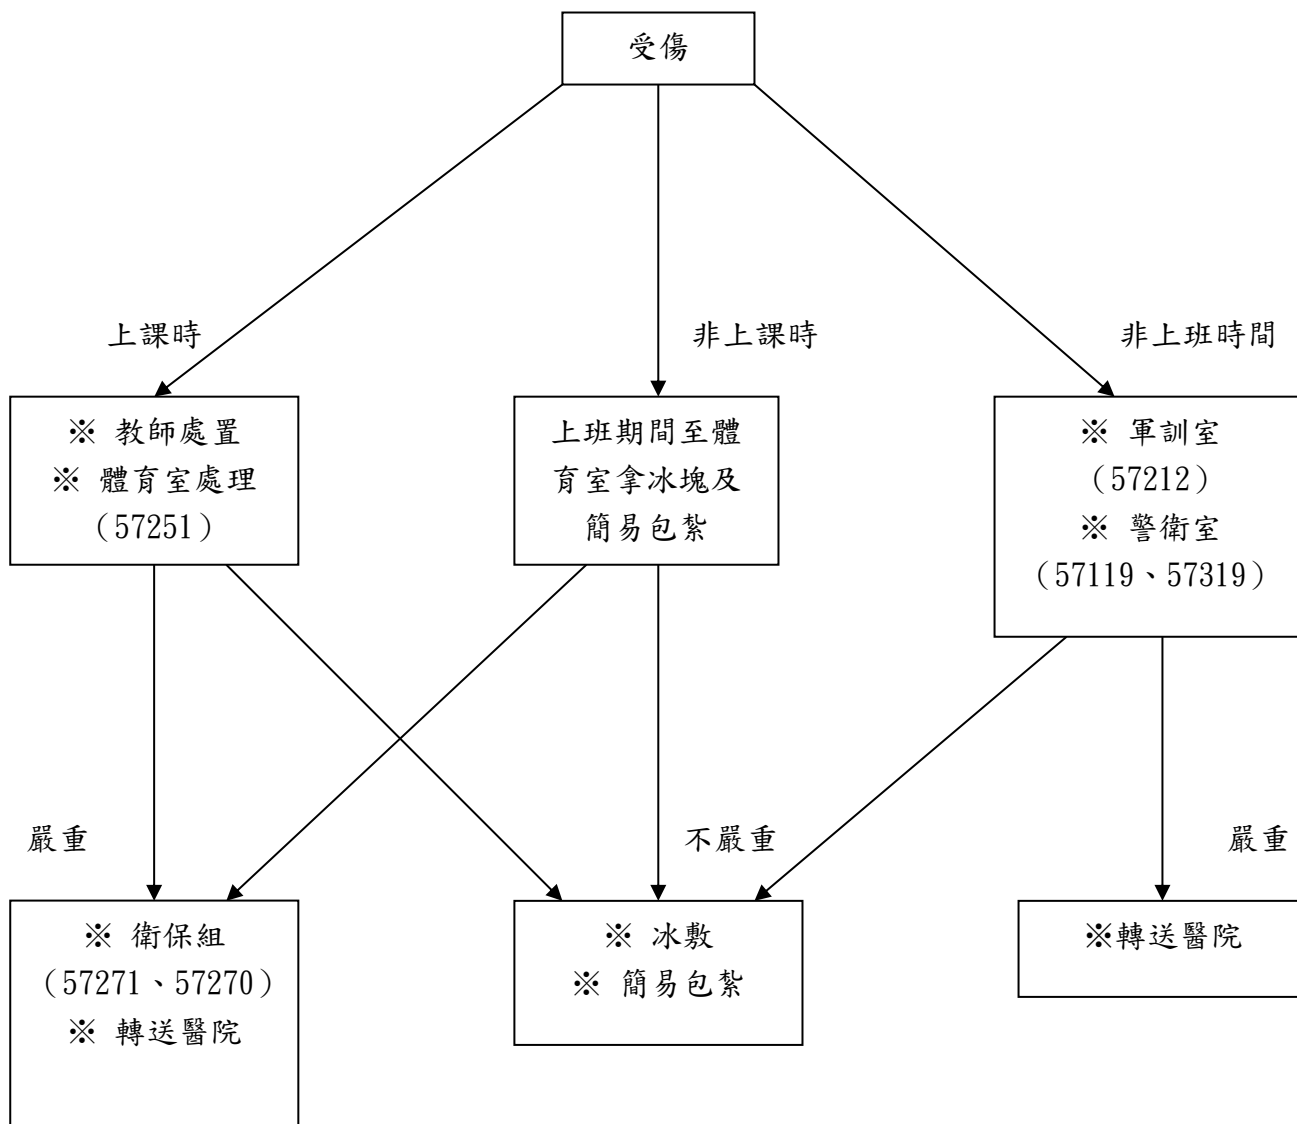 受傷
上課時
非上課時
非上班時間
※ 教師處置
※ 體育室處理
（57251）
上班期間至體
育室拿冰塊及
簡易包紮
※ 軍訓室
（57212）
※ 警衛室
（57119、57319）
嚴重
不嚴重
嚴重
※ 衛保組
（57271、57270）
※ 轉送醫院
※ 冰敷
※ 簡易包紮
※轉送醫院